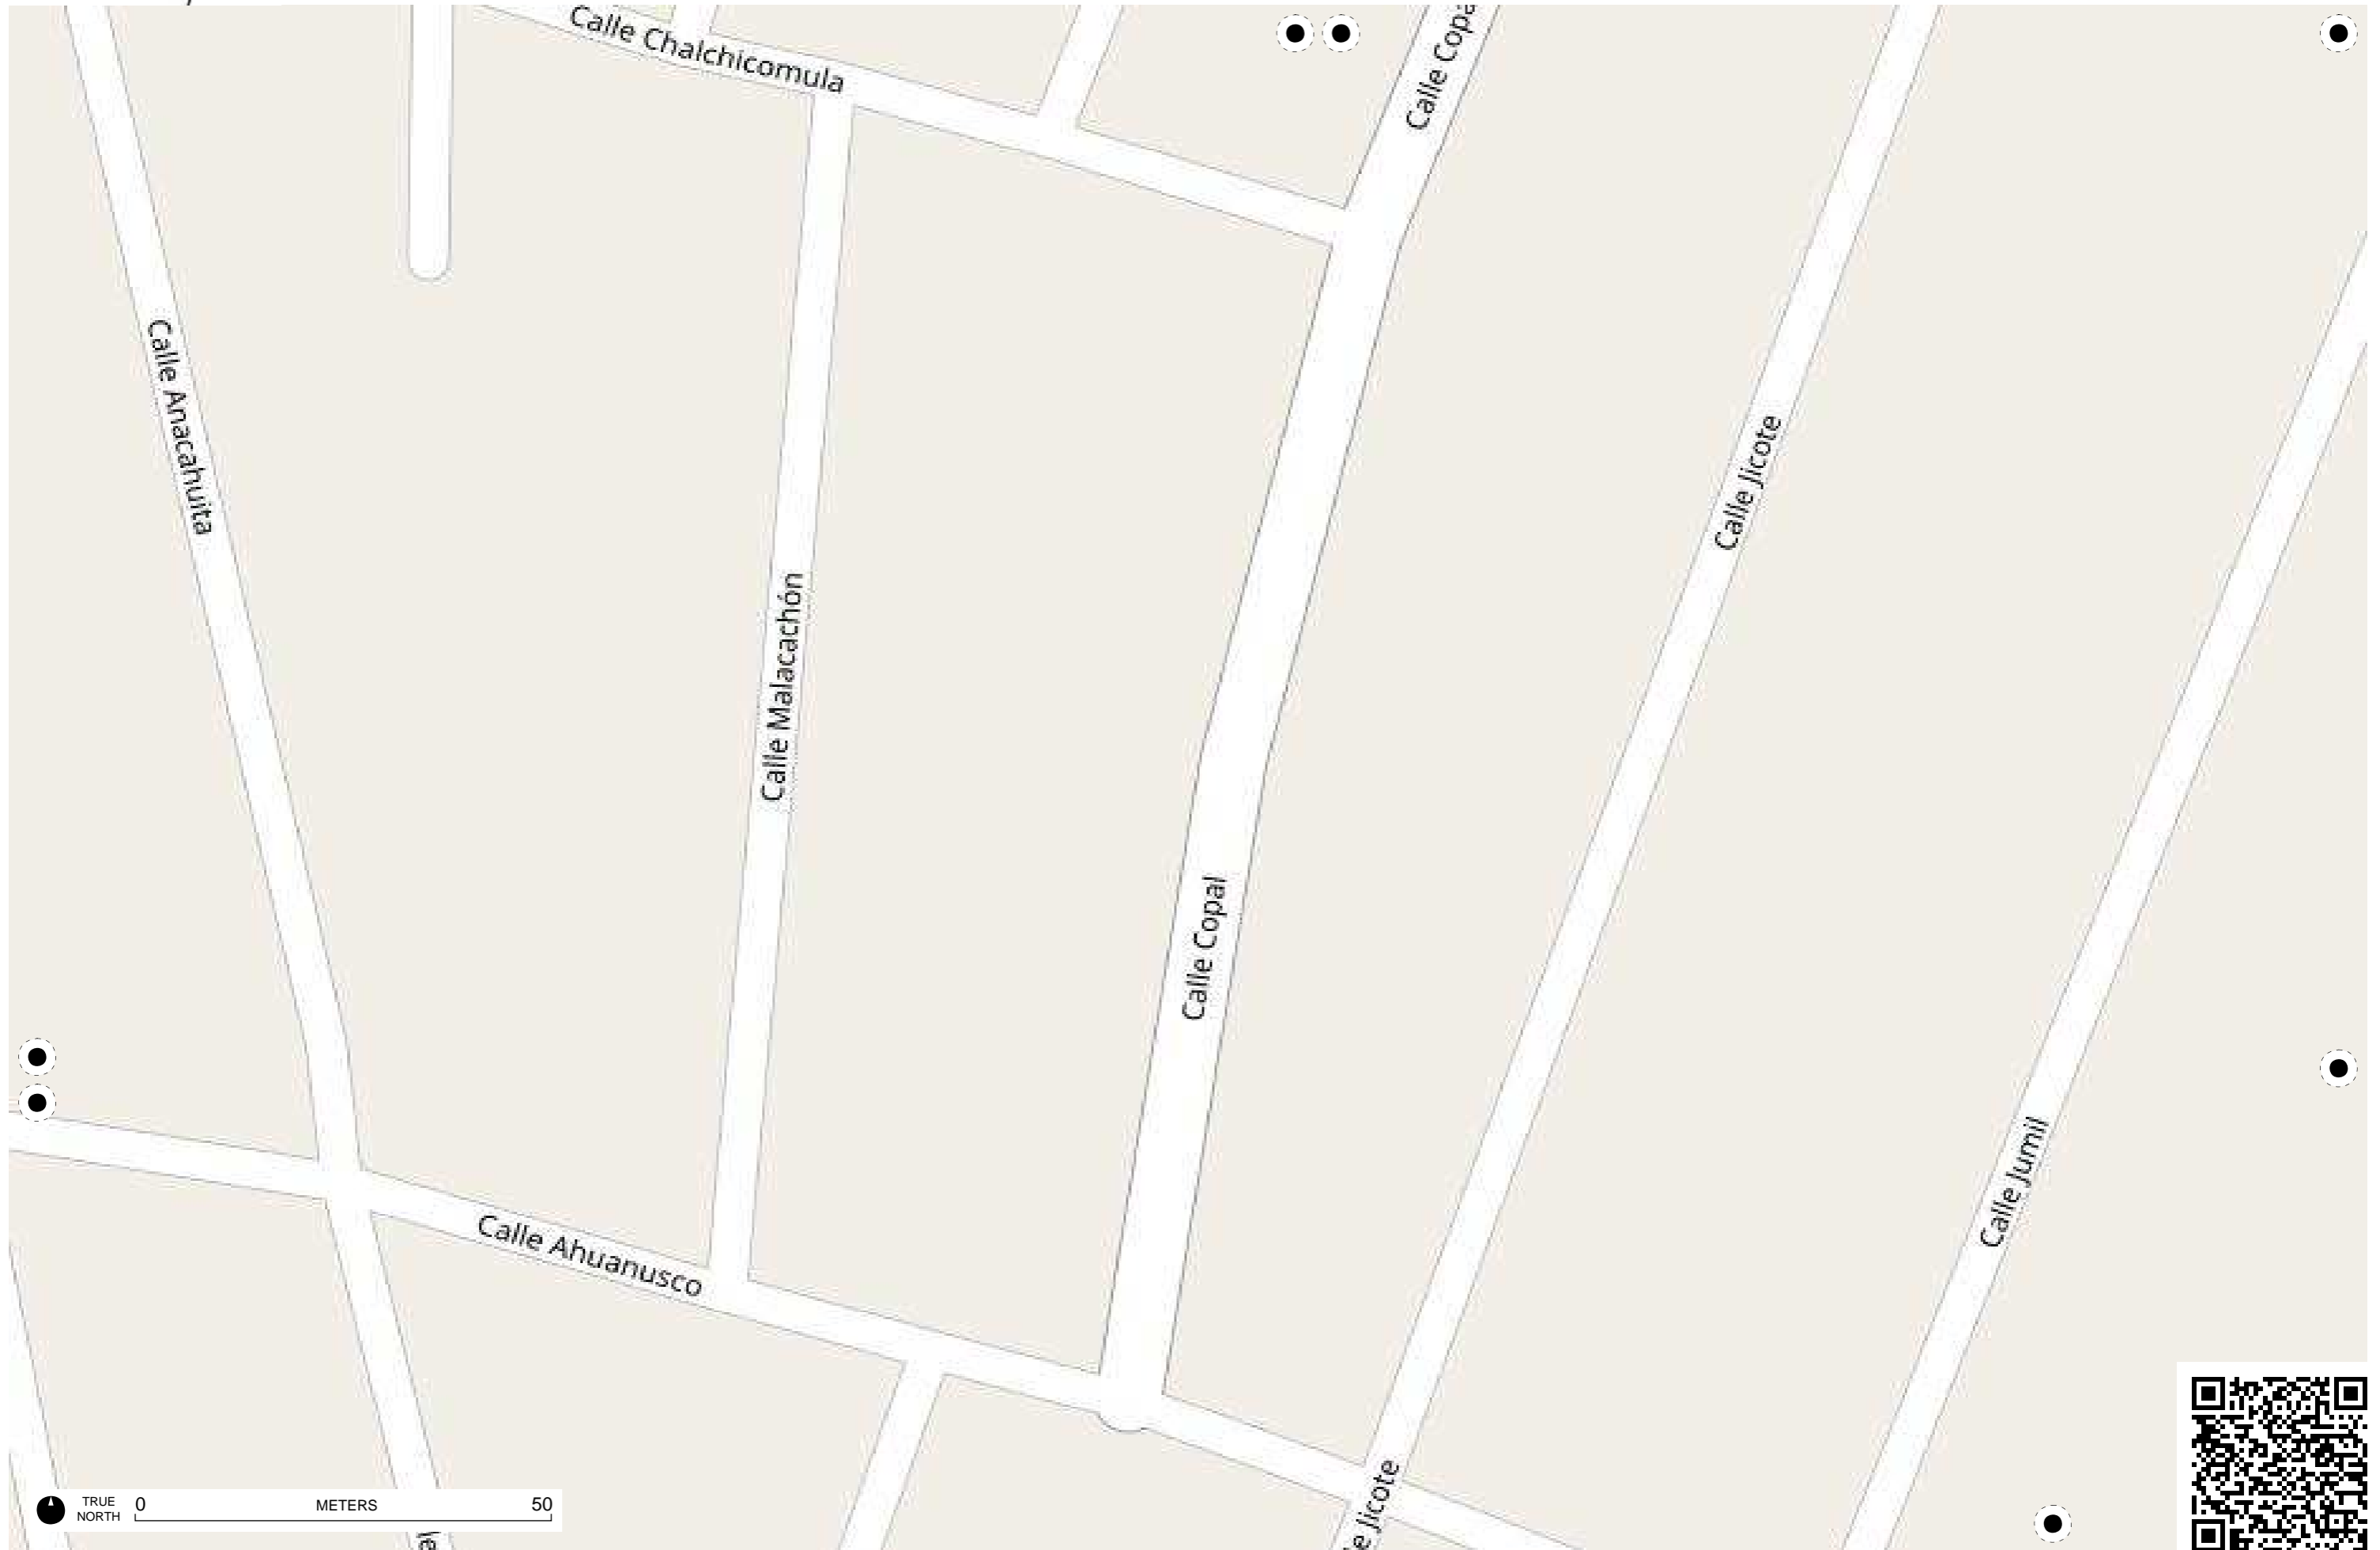 Calle Chalchicomula
Calle Copa
Calle Anacahuita
Calle Jicote
Calle Malacachón
Calle Copal
Calle Jumil
Calle Ahuanusco
e Jicote
TRUE
NORTH
0 METERS 50